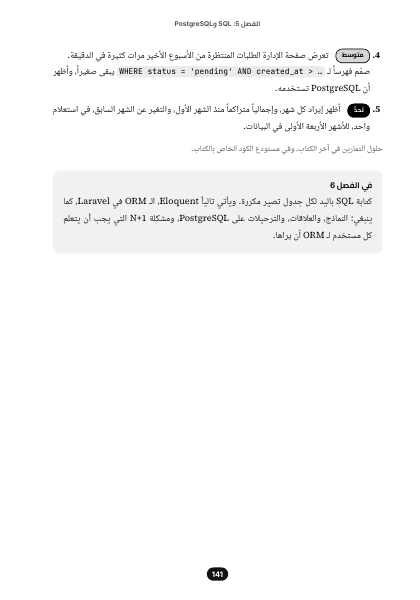 الفصل 5: SQL وPostgreSQL
4. متوسط تعرض صفحة الإدارة الطلبات المنتظرة من الأسبوع الأخير مرات كثيرة في الدقيقة.
صمّم فهرساً لـ WHERE status = 'pending' AND created_at > … يبقى صغيراً، وأظهر
أن PostgreSQL تستخدمه.
5. تحدٍّ أظهر إيراد كل شهر، وإجمالياً متراكماً منذ الشهر الأول، والتغير عن الشهر السابق، في استعلام
واحد، للأشهر الأربعة الأولى في البيانات.
حلول التمارين في آخر الكتاب، وفي مستودع الكود الخاص بالكتاب.
في الفصل 6
كتابة SQL باليد لكل جدول تصير مكررة. ويأتي تالياً Eloquent، الـ ORM في Laravel، كما
ينبغي: النماذج، والعلاقات، والترحيلات على PostgreSQL، ومشكلة N+1 التي يجب أن يتعلم
كل مستخدم لـ ORM أن يراها.
141